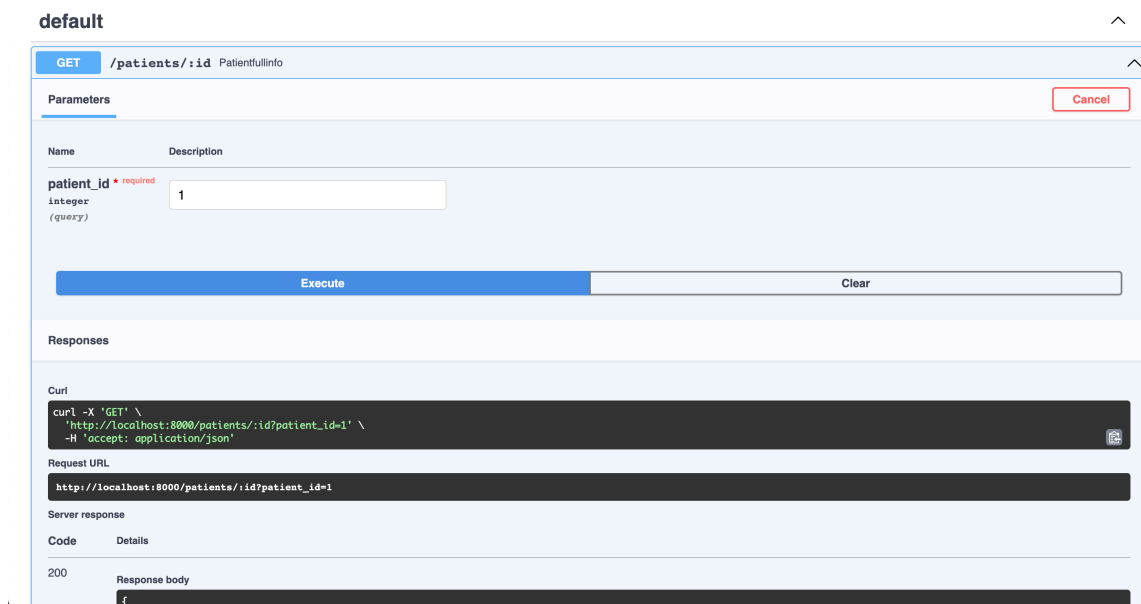 default
GET /patients/:id Patientfullinfo
Parameters
Cancel
Name Description
patient_id * required
integer
(query)
1
Execute Clear
Responses
Curl
curl -X 'GET' \
'http://localhost:8000/patients/:id?patient_id=1' \
-H 'accept: application/json'
Request URL
http://localhost:8000/patients/:id?patient_id=1
Server response
Code Details
200
Response body
{